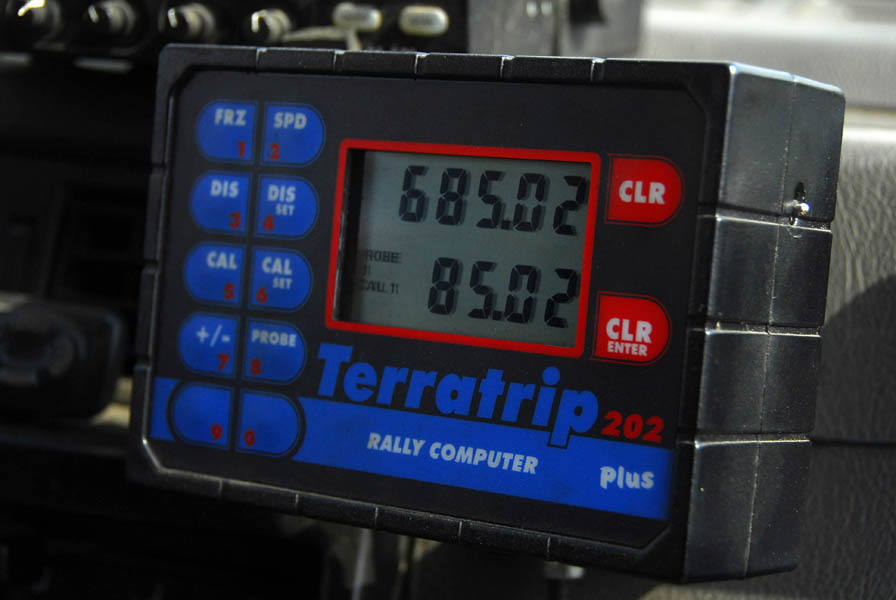 FRZ 1
SPD 2
DIS 3
DIS SET 4
CAL 5
CAL SET 6
+/- 7
PROBE 8
9
0
685.02
PROBE
CAL
85.02
CLR
CLR
ENTER
Terratrip 202
RALLY COMPUTER
Plus